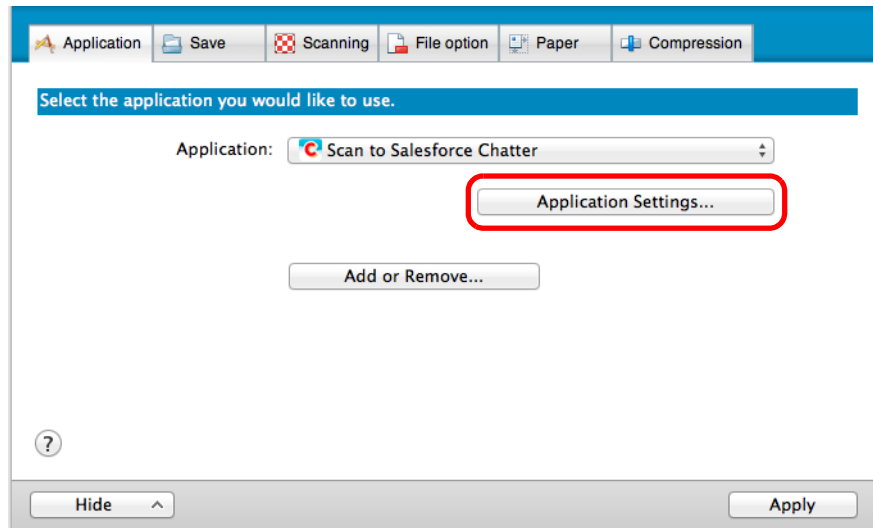 Application Save Scanning File option Paper Compression
Select the application you would like to use.
Application: Scan to Salesforce Chatter
Application Settings...
Add or Remove...
?
Hide Apply